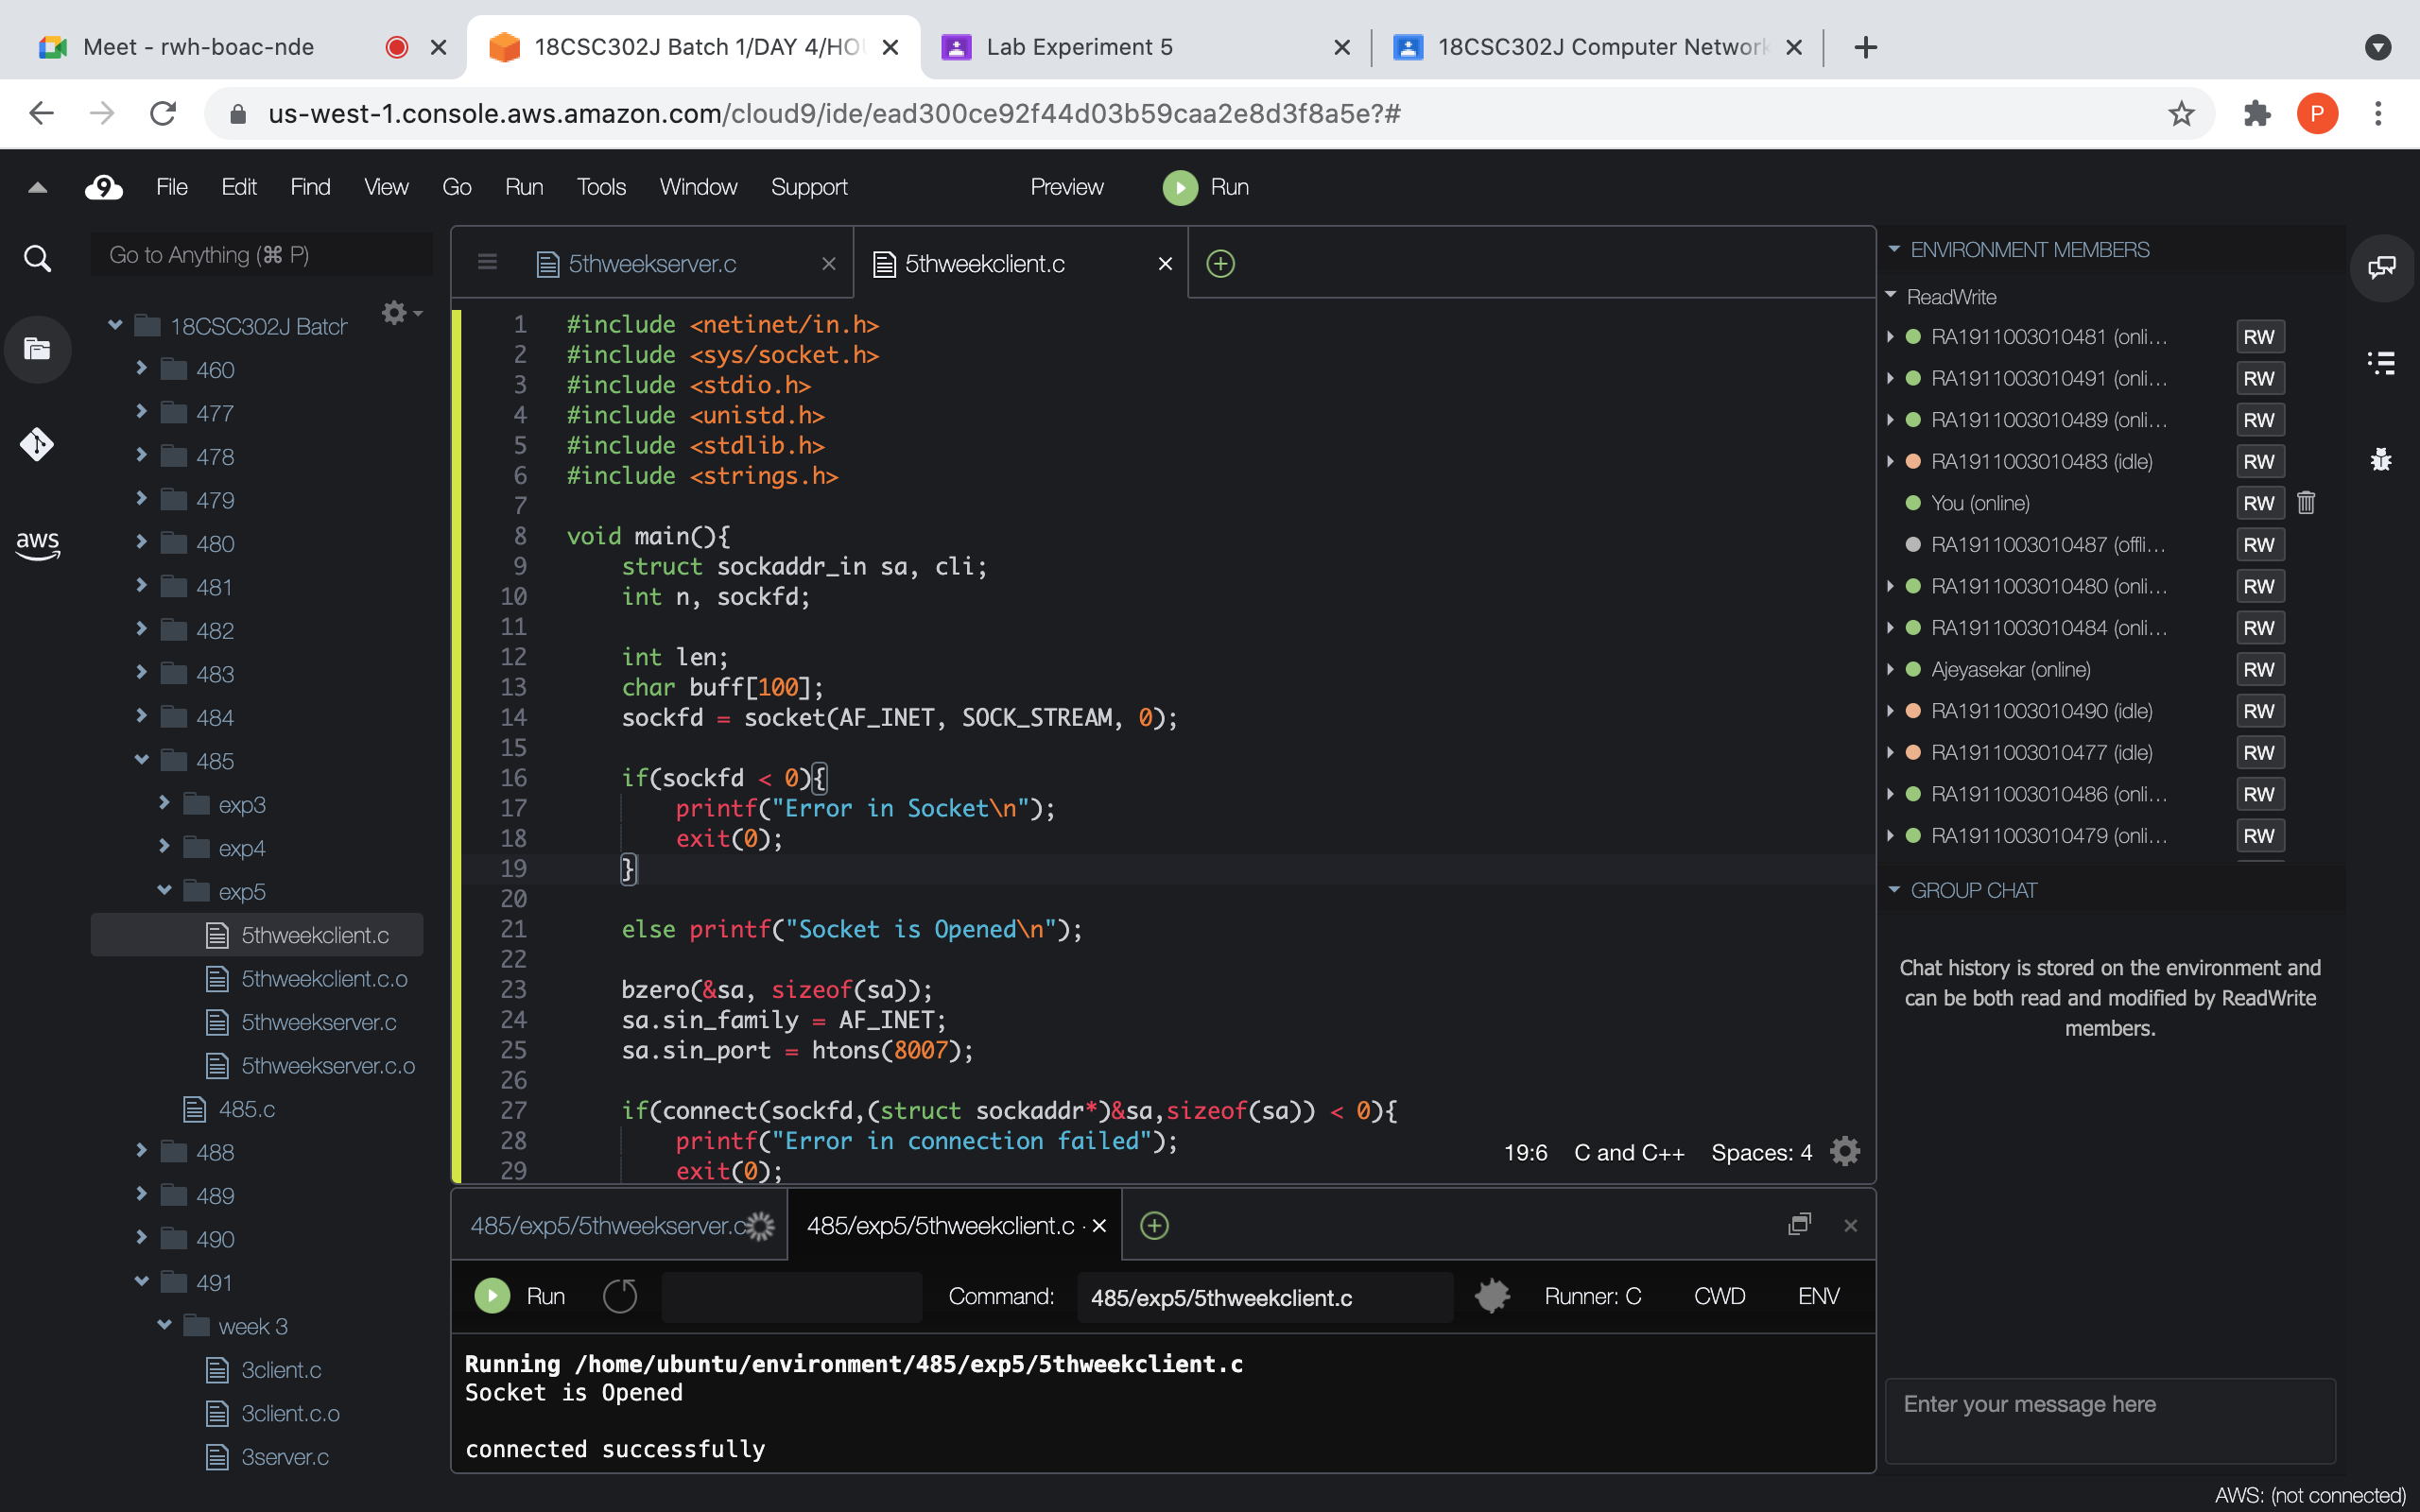 Meet - rwh-boac-nde
18CSC302J Batch 1/DAY 4/HO
Lab Experiment 5
18CSC302J Computer Network
us-west-1.console.aws.amazon.com/cloud9/ide/ead300ce92f44d03b59caa2e8d3f8a5e?#
P
9 File Edit Find View Go Run Tools Window Support Preview Run
Go to Anything (⌘ P)
18CSC302J Batch
460
477
478
479
480
481
482
483
484
485
exp3
exp4
exp5
5thweekclient.c
5thweekclient.c.o
5thweekserver.c
5thweekserver.c.o
485.c
488
489
490
491
week 3
3client.c
3client.c.o
3server.c
aws
5thweekserver.c
5thweekclient.c
1 #include <netinet/in.h>
2 #include <sys/socket.h>
3 #include <stdio.h>
4 #include <unistd.h>
5 #include <stdlib.h>
6 #include <strings.h>
7
8 void main(){
9 struct sockaddr_in sa, cli;
10 int n, sockfd;
11
12 int len;
13 char buff[100];
14 sockfd = socket(AF_INET, SOCK_STREAM, 0);
15
16 if(sockfd < 0){
17 printf("Error in Socket\n");
18 exit(0);
19 }
20
21 else printf("Socket is Opened\n");
22
23 bzero(&sa, sizeof(sa));
24 sa.sin_family = AF_INET;
25 sa.sin_port = htons(8007);
26
27 if(connect(sockfd,(struct sockaddr*)&sa,sizeof(sa)) < 0){
28 printf("Error in connection failed");
29 exit(0);
19:6 C and C++ Spaces: 4
485/exp5/5thweekserver.c
485/exp5/5thweekclient.c -
Run Command: 485/exp5/5thweekclient.c Runner: C CWD ENV
Running /home/ubuntu/environment/485/exp5/5thweekclient.c
Socket is Opened
connected successfully
ENVIRONMENT MEMBERS
ReadWrite
RA1911003010481 (onli... RW
RA1911003010491 (onli... RW
RA1911003010489 (onli... RW
RA1911003010483 (idle) RW
You (online) RW
RA1911003010487 (offli... RW
RA1911003010480 (onli... RW
RA1911003010484 (onli... RW
Ajeyasekar (online) RW
RA1911003010490 (idle) RW
RA1911003010477 (idle) RW
RA1911003010486 (onli... RW
RA1911003010479 (onli... RW
GROUP CHAT
Chat history is stored on the environment and
can be both read and modified by ReadWrite
members.
Enter your message here
AWS: (not connected)